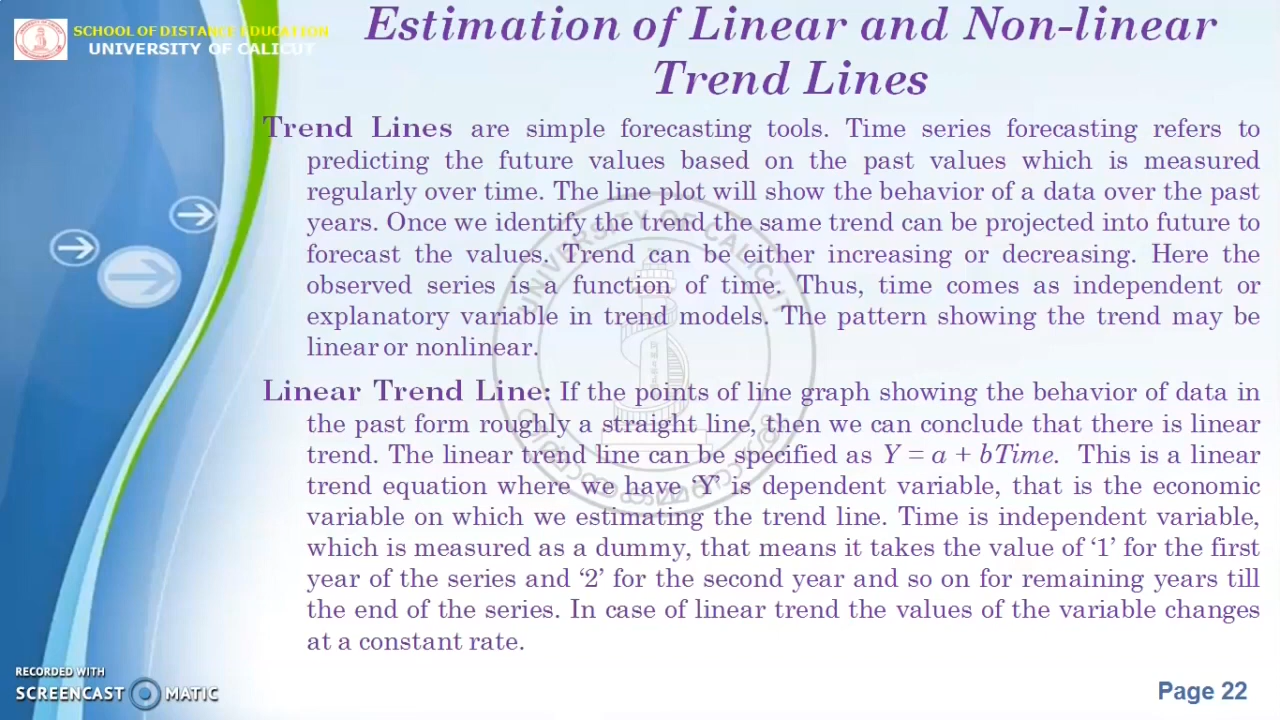 SCHOOL OF DISTANCE EDUCATION
UNIVERSITY OF CALICUT
Estimation of Linear and Non-linear
Trend Lines
Trend Lines are simple forecasting tools. Time series forecasting refers to
predicting the future values based on the past values which is measured
regularly over time. The line plot will show the behavior of a data over the past
years. Once we identify the trend the same trend can be projected into future to
forecast the values. Trend can be either increasing or decreasing. Here the
observed series is a function of time. Thus, time comes as independent or
explanatory variable in trend models. The pattern showing the trend may be
linear or nonlinear.
Linear Trend Line: If the points of line graph showing the behavior of data in
the past form roughly a straight line, then we can conclude that there is linear
trend. The linear trend line can be specified as Y = a + bTime. This is a linear
trend equation where we have ‘Y’ is dependent variable, that is the economic
variable on which we estimating the trend line. Time is independent variable,
which is measured as a dummy, that means it takes the value of ‘1’ for the first
year of the series and ‘2’ for the second year and so on for remaining years till
the end of the series. In case of linear trend the values of the variable changes
at a constant rate.
UNIVERSITY OF CALICUT
RECORDED WITH
SCREENCAST MATIC
Page 22